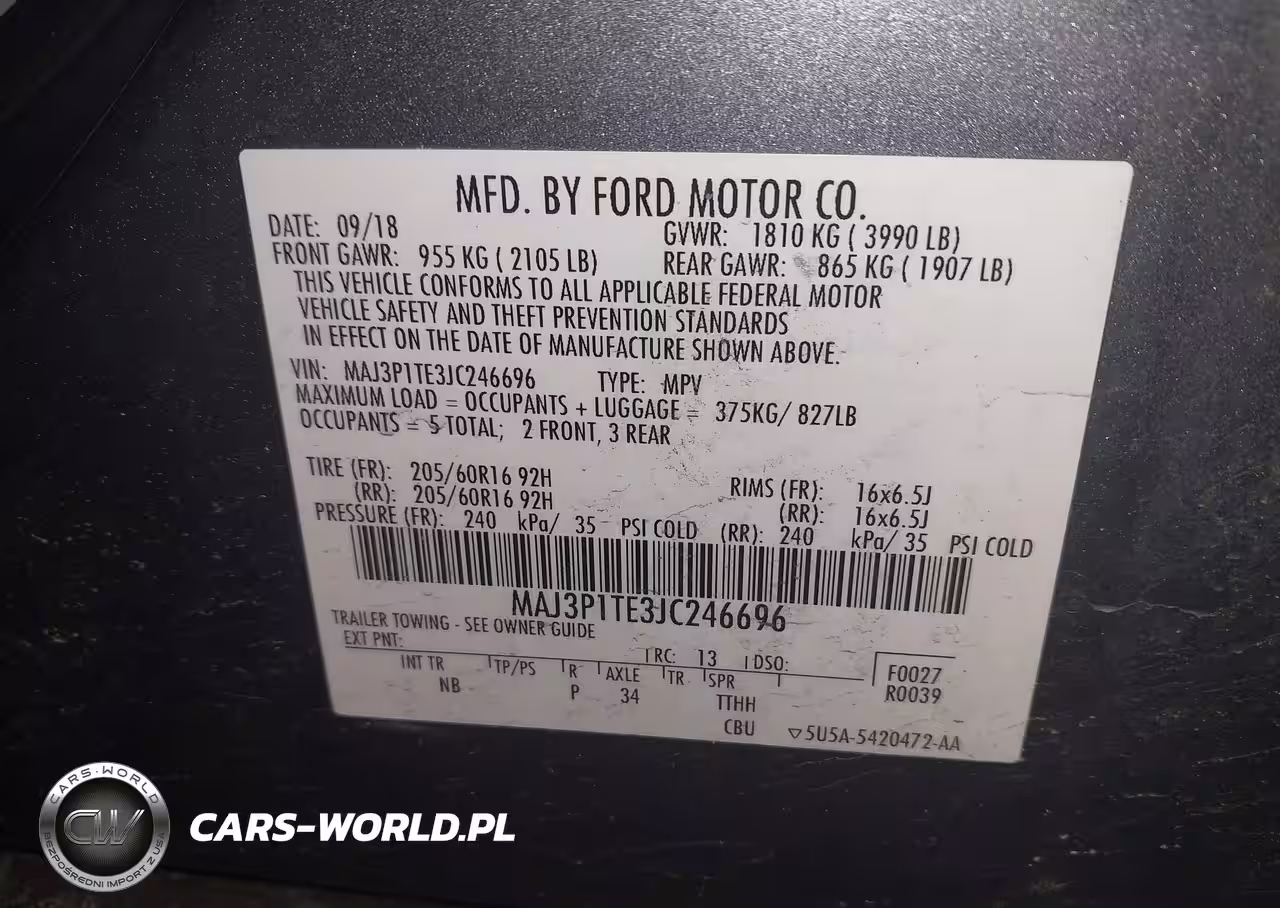 MFD. BY FORD MOTOR CO.
DATE: 09/18 GVWR: 1810 KG ( 3990 LB)
FRONT GAWR: 955 KG ( 2105 LB) REAR GAWR: 865 KG ( 1907 LB)
THIS VEHICLE CONFORMS TO ALL APPLICABLE FEDERAL MOTOR
VEHICLE SAFETY AND THEFT PREVENTION STANDARDS
IN EFFECT ON THE DATE OF MANUFACTURE SHOWN ABOVE.
VIN: MAJ3P1TE3JC246696 TYPE: MPV
MAXIMUM LOAD = OCCUPANTS + LUGGAGE = 375KG/ 827LB
OCCUPANTS = 5 TOTAL; 2 FRONT, 3 REAR
TIRE (FR): 205/60R16 92H RIMS (FR): 16x6.5J
(RR): 205/60R16 92H (RR): 16x6.5J
PRESSURE (FR): 240 kPa/ 35 PSI COLD (RR): 240 kPa/ 35 PSI COLD
MAJ3P1TE3JC246696
TRAILER TOWING - SEE OWNER GUIDE
EXT PNT: RC: 13 DSO: F0027
INT TR TP/PS R AXLE TR SPR R0039
NB P 34 TTHH
CBU ▽5U5A-5420472-AA
CARS-WORLD
CW
BEZPOŚREDNI IMPORT Z USA
CARS-WORLD.PL